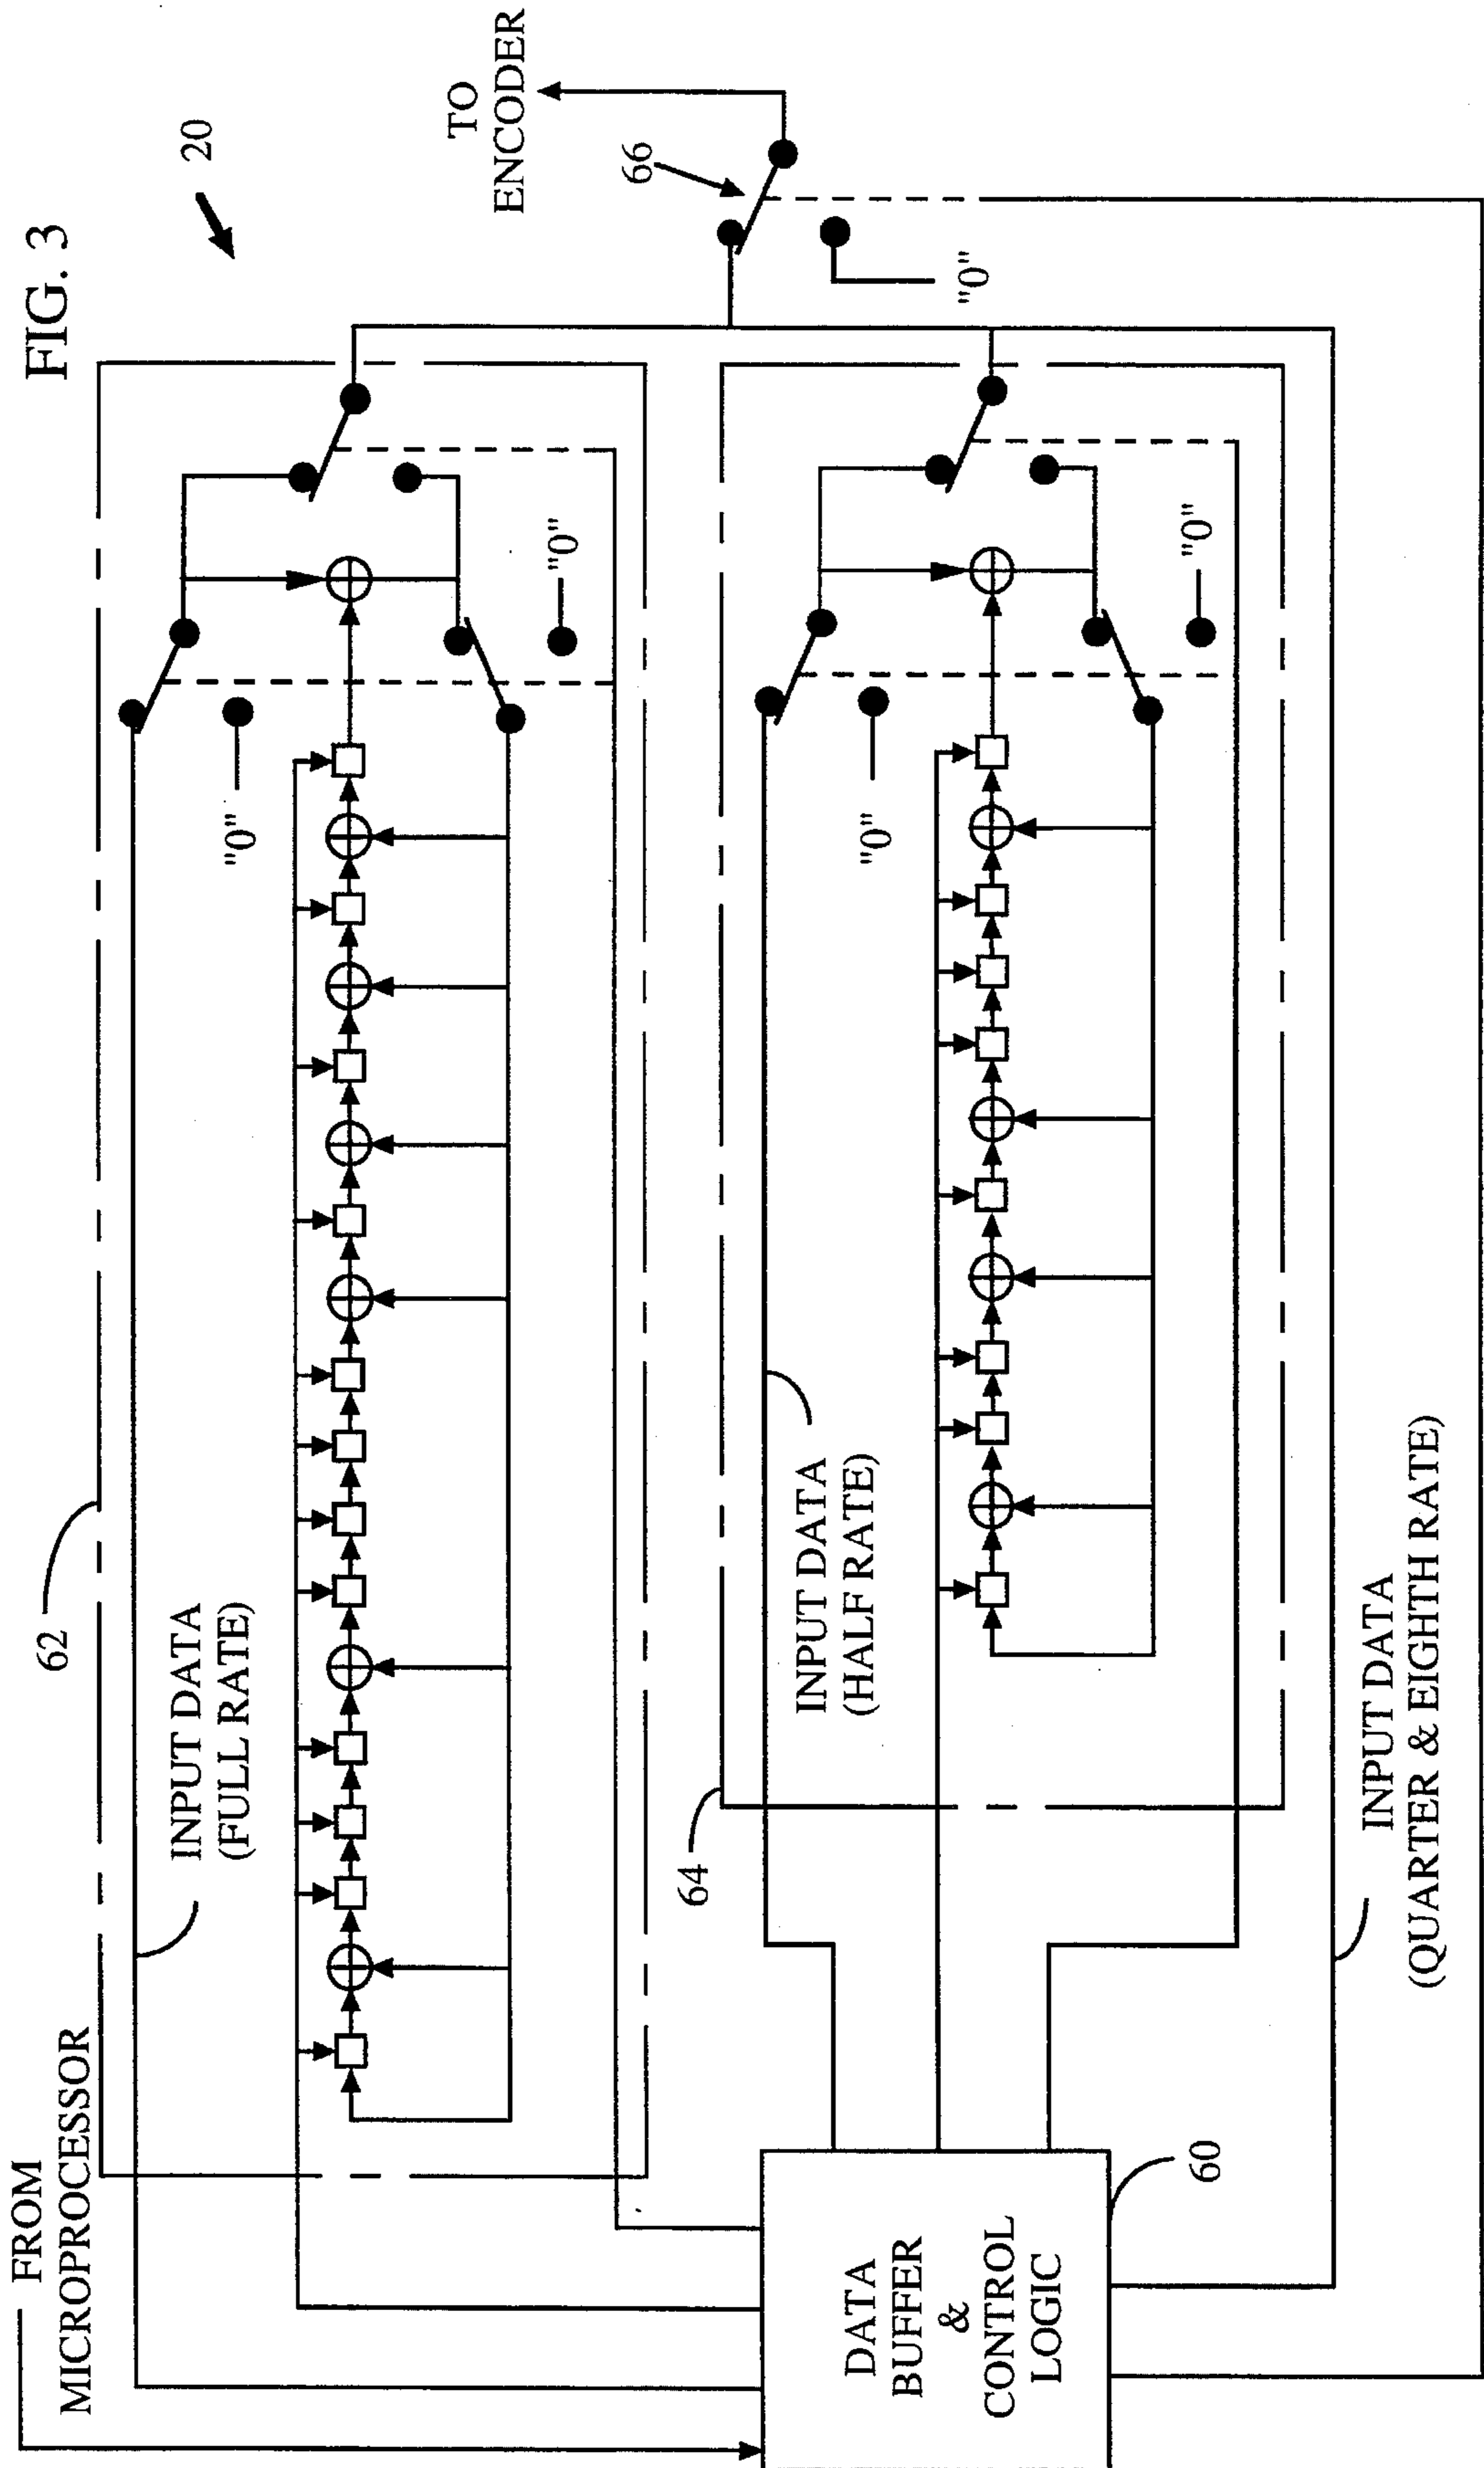 FIG. 3
20
FROM
MICROPROCESSOR
62
INPUT DATA
(FULL RATE)
"0"
"0"
TO
ENCODER
66
"0"
64
INPUT DATA
(HALF RATE)
"0"
"0"
DATA
BUFFER
&
CONTROL
LOGIC
60
INPUT DATA
(QUARTER & EIGHTH RATE)